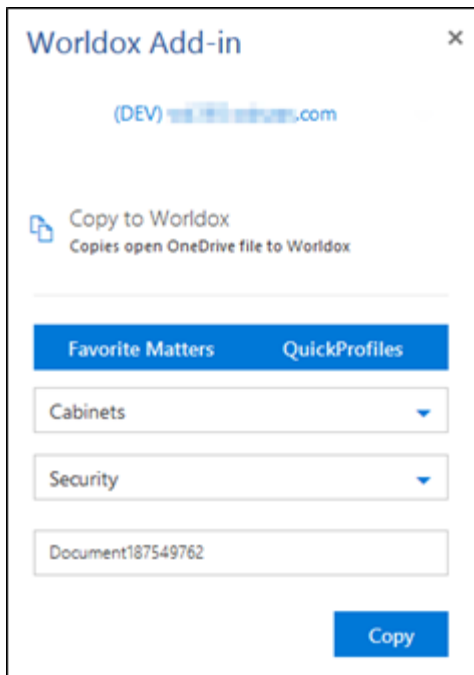 Worldox Add-in
(DEV) .com
Copy to Worldox
Copies open OneDrive file to Worldox
Favorite Matters QuickProfiles
Cabinets
Security
Document187549762
Copy